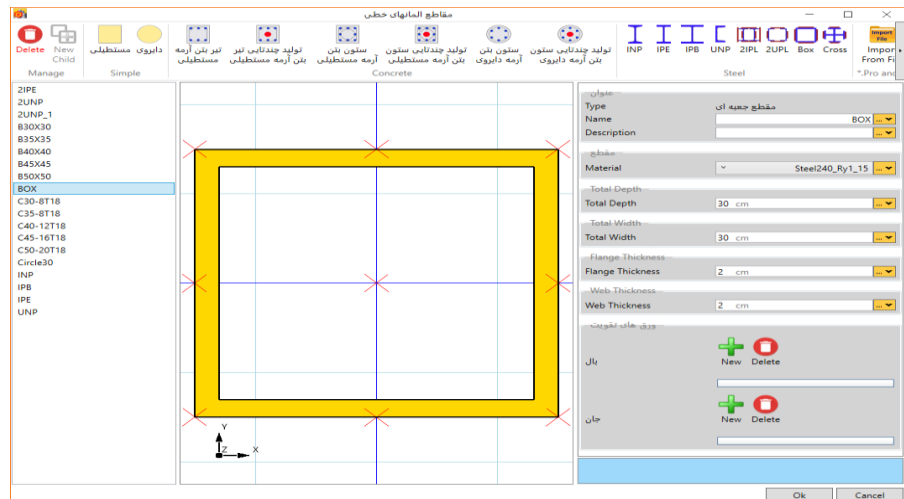 مقاطع المانهای خطی
Delete
New Child
Manage
مستطیلی
دایروی
Simple
تیر بتن آرمه مستطیلی
تولید چندتایی تیر بتن آرمه مستطیلی
ستون بتن آرمه مستطیلی
تولید چندتایی ستون بتن آرمه مستطیلی
ستون بتن آرمه دایروی
تولید چندتایی ستون بتن آرمه دایروی
Concrete
INP
IPE
IPB
UNP
2IPL
2UPL
Box
Cross
Steel
Import File
Impor
From Fi
*.Pro and
2IPE
2UNP
2UNP_1
B30X30
B35X35
B40X40
B45X45
B50X50
BOX
C30-8T18
C35-8T18
C40-12T18
C45-16T18
C50-20T18
Circle30
INP
IPB
IPE
UNP
Y
Z X
عنوان
Type مقطع جعبه ای
Name BOX ...
Description ...
مقطع
Material Steel240_Ry1_15 ...
Total Depth
Total Depth 30 cm ...
Total Width
Total Width 30 cm ...
Flange Thickness
Flange Thickness 2 cm ...
Web Thickness
Web Thickness 2 cm ...
ورق های تقویت
بال
New Delete
جان
New Delete
Ok Cancel